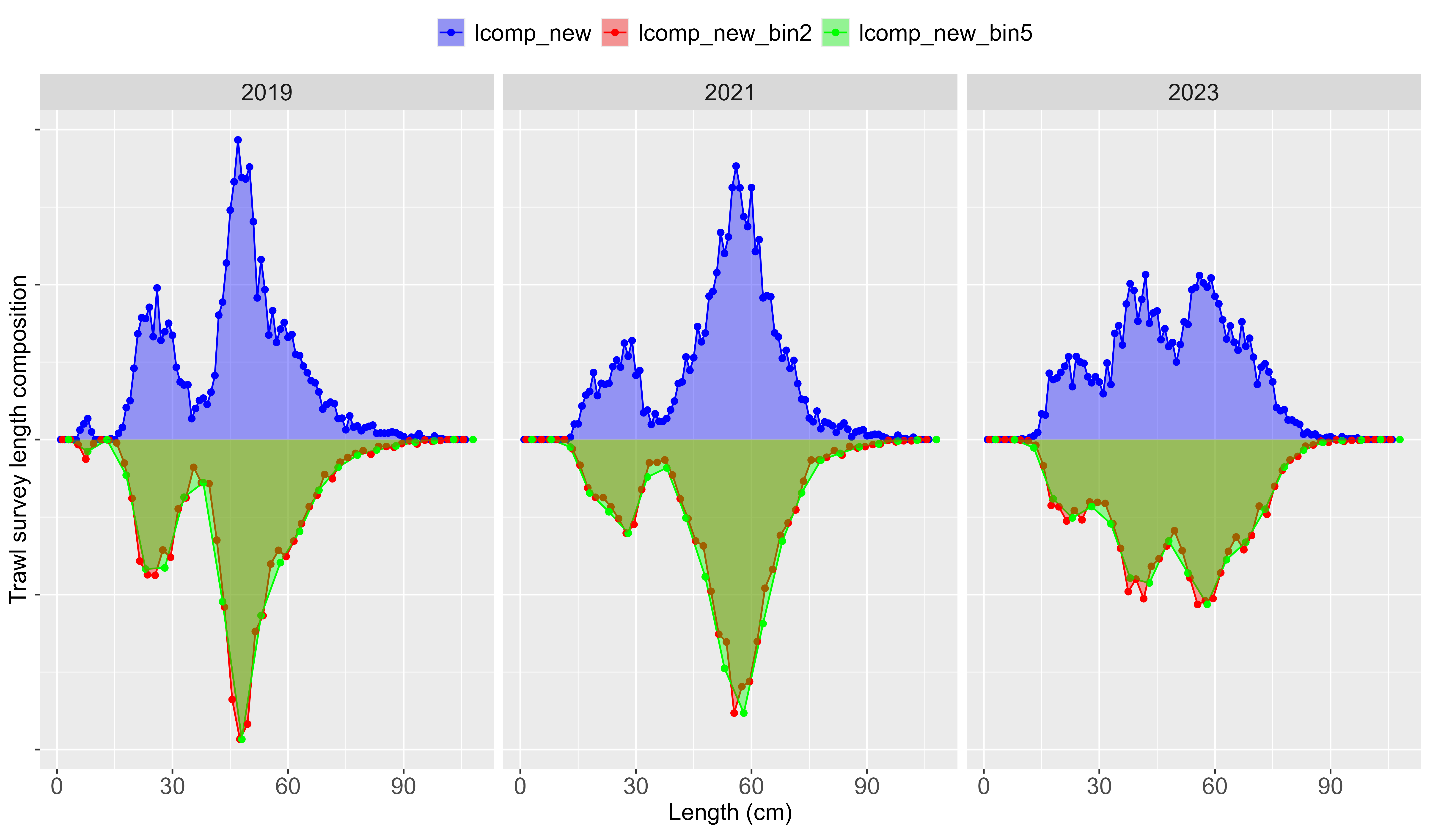 lcomp_new lcomp_new_bin2 lcomp_new_bin5
2019 2021 2023
Trawl survey length composition
0 30 60 90 0 30 60 90 0 30 60 90
Length (cm)